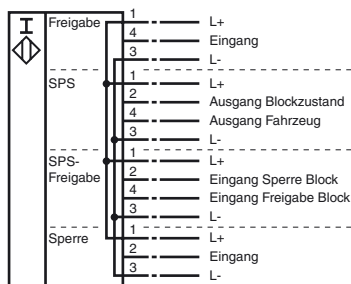 Freigabe 1 L+
4 Eingang
3 L-
SPS 1 L+
2 Ausgang Blockzustand
4 Ausgang Fahrzeug
3 L-
SPS- 1 L+
Freigabe 2 Eingang Sperre Block
4 Eingang Freigabe Block
3 L-
Sperre 1 L+
2 Eingang
3 L-